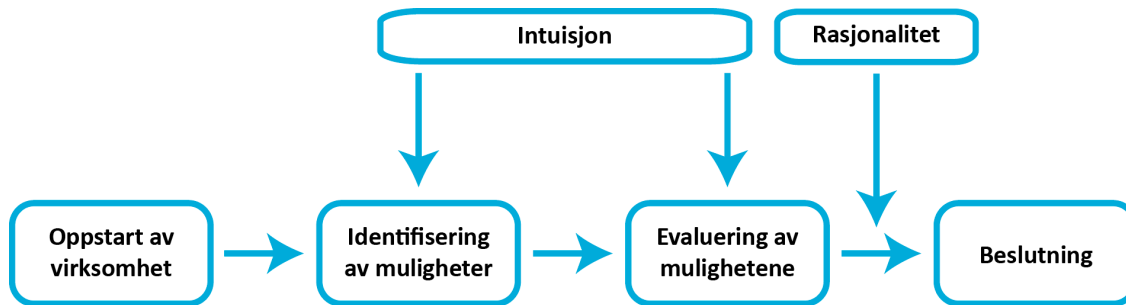 Intuisjon
Rasjonalitet
Oppstart av
virksomhet
Identifisering
av muligheter
Evaluering av
mulighetene
Beslutning